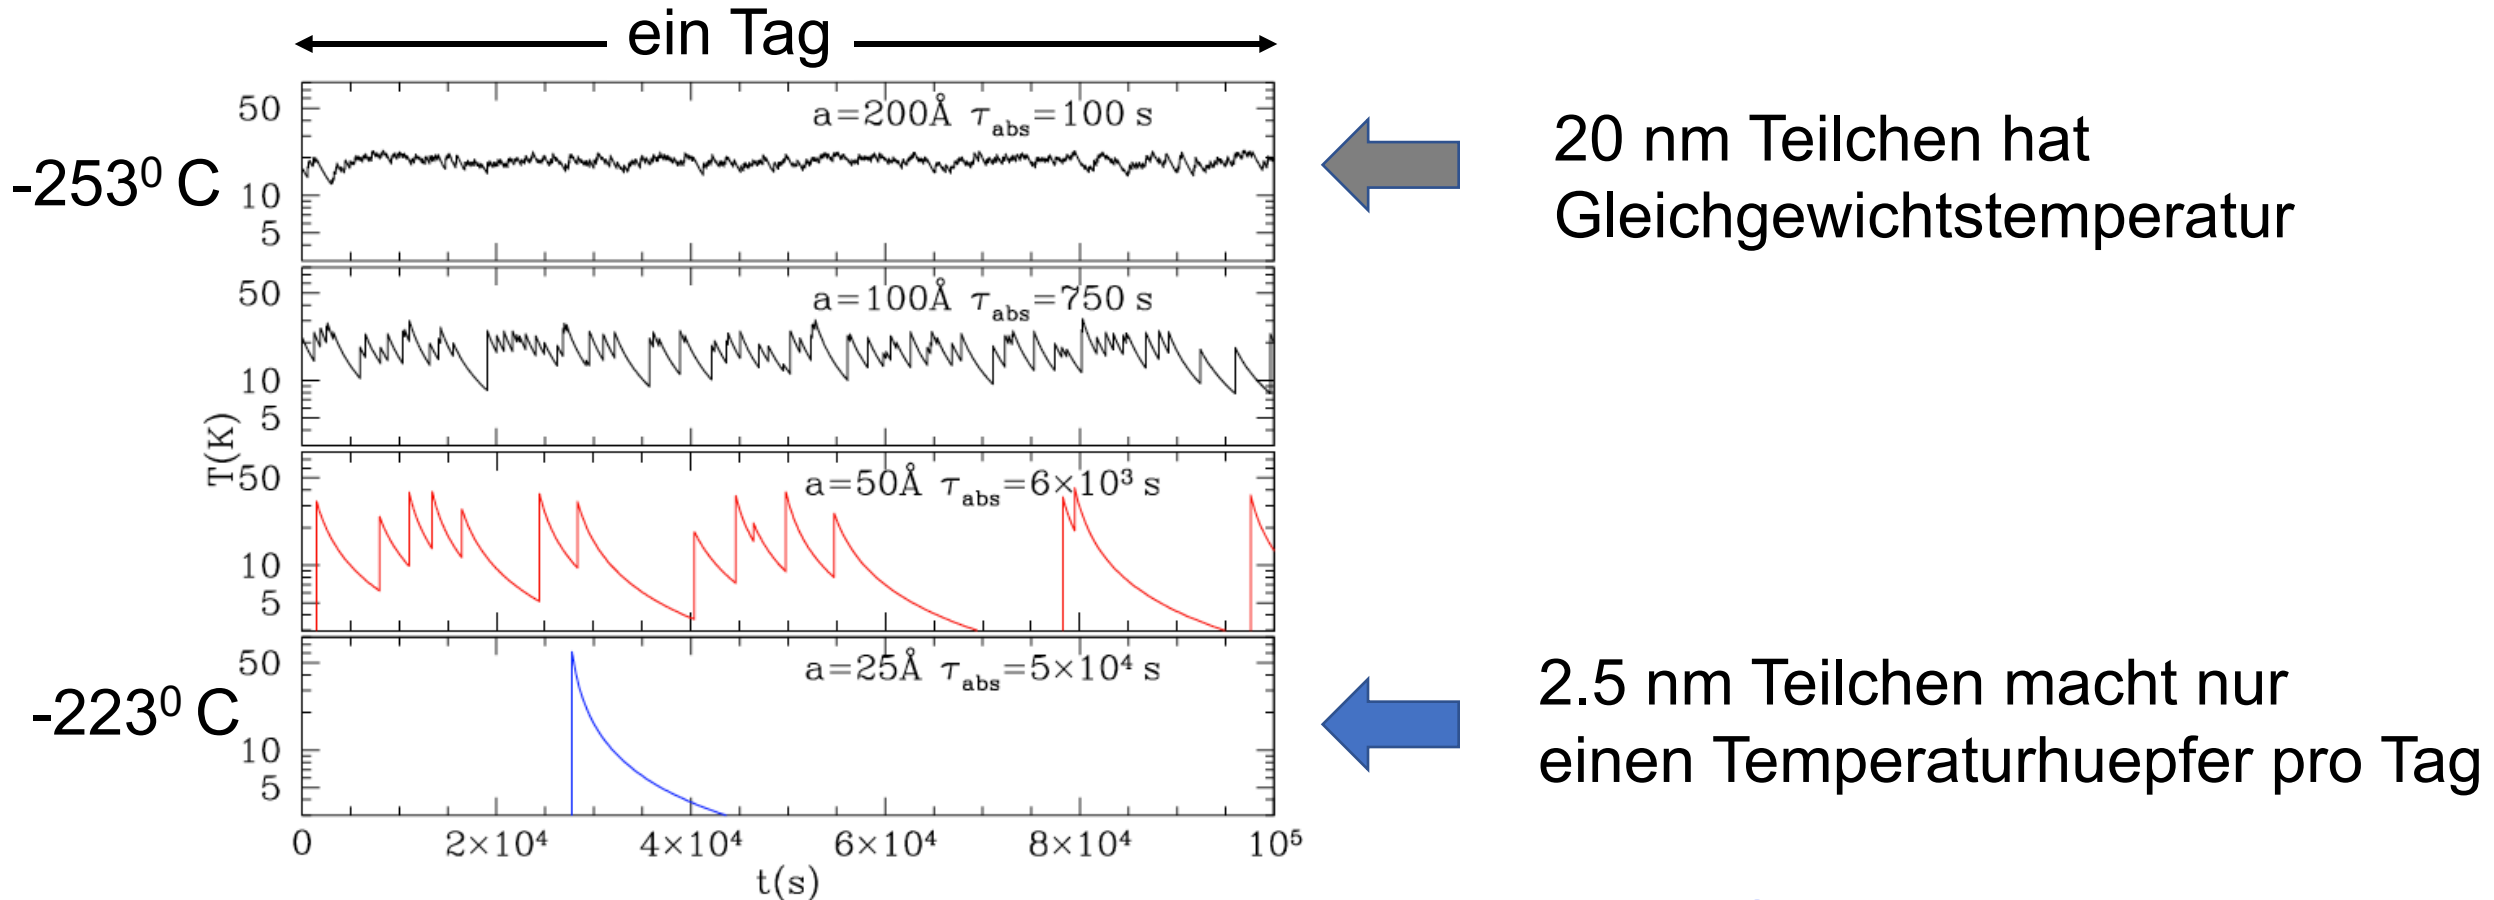 ein Tag
50
a=200Å τabs=100 s
-253⁰ C
10
5
20 nm Teilchen hat
Gleichgewichtstemperatur
50
a=100Å τabs=750 s
10
5
T(K)
50
a=50Å τabs=6×10³ s
10
5
50
a=25Å τabs=5×10⁴ s
-223⁰ C
10
5
2.5 nm Teilchen macht nur
einen Temperaturhuepfer pro Tag
0 2×10⁴ 4×10⁴ 6×10⁴ 8×10⁴ 10⁵
t(s)